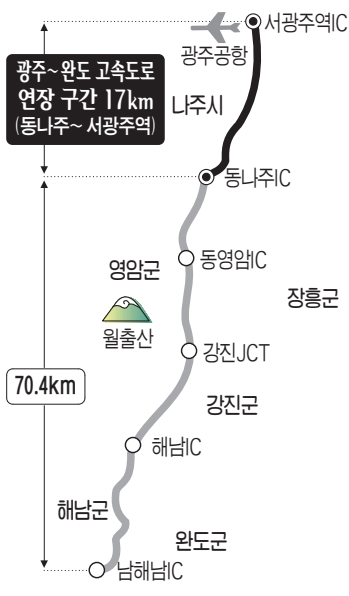 서광주역IC
광주공항
광주~완도 고속도로
연장 구간 17km
(동나주~서광주역)
나주시
동나주IC
영암군
동영암IC
장흥군
월출산
강진JCT
70.4km
강진군
해남IC
해남군
완도군
남해남IC